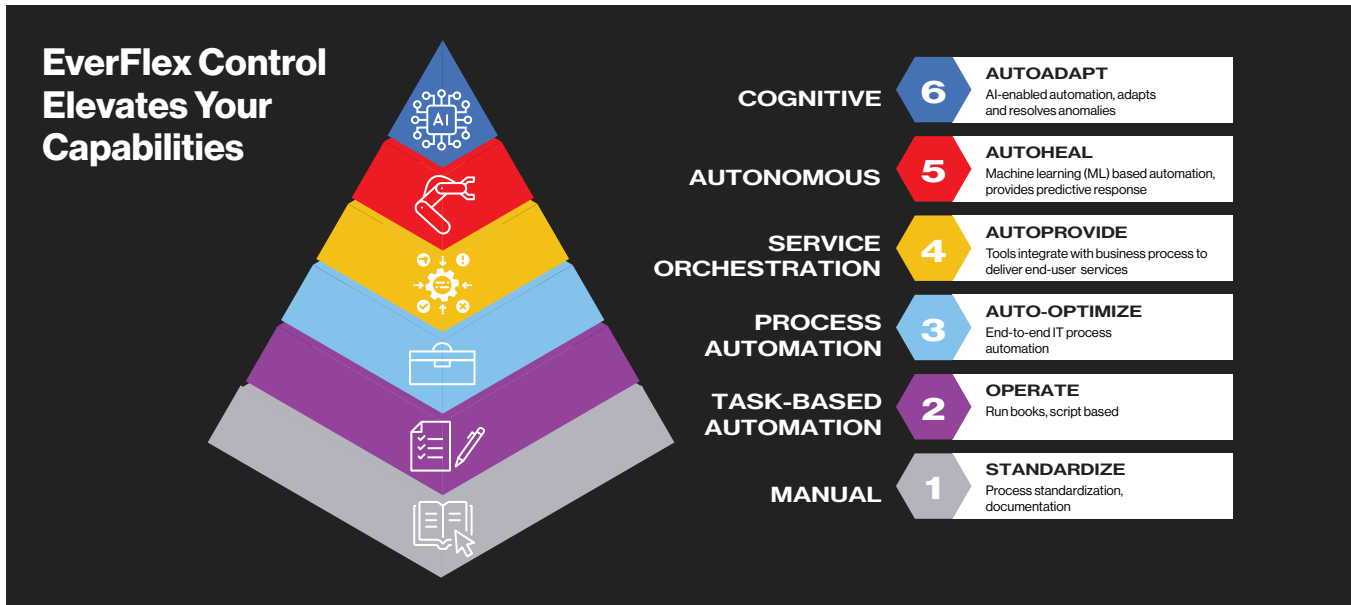 EverFlex Control
Elevates Your
Capabilities
AI
COGNITIVE
6
AUTOADAPT
AI-enabled automation, adapts
and resolves anomalies
AUTONOMOUS
5
AUTOHEAL
Machine learning (ML) based automation,
provides predictive response
SERVICE
ORCHESTRATION
4
AUTOPROVIDE
Tools integrate with business process to
deliver end-user services
PROCESS
AUTOMATION
3
AUTO-OPTIMIZE
End-to-end IT process
automation
TASK-BASED
AUTOMATION
2
OPERATE
Run books, script based
MANUAL
1
STANDARDIZE
Process standardization,
documentation